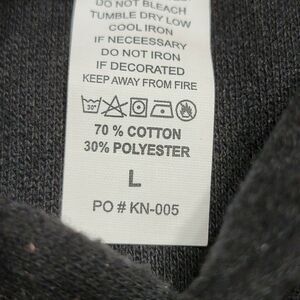 DO NOT BLEACH
TUMBLE DRY LOW
COOL IRON
IF NECESSARY
DO NOT IRON
IF DECORATED
KEEP AWAY FROM FIRE
30°
70 % COTTON
30% POLYESTER
L
PO # KN-005